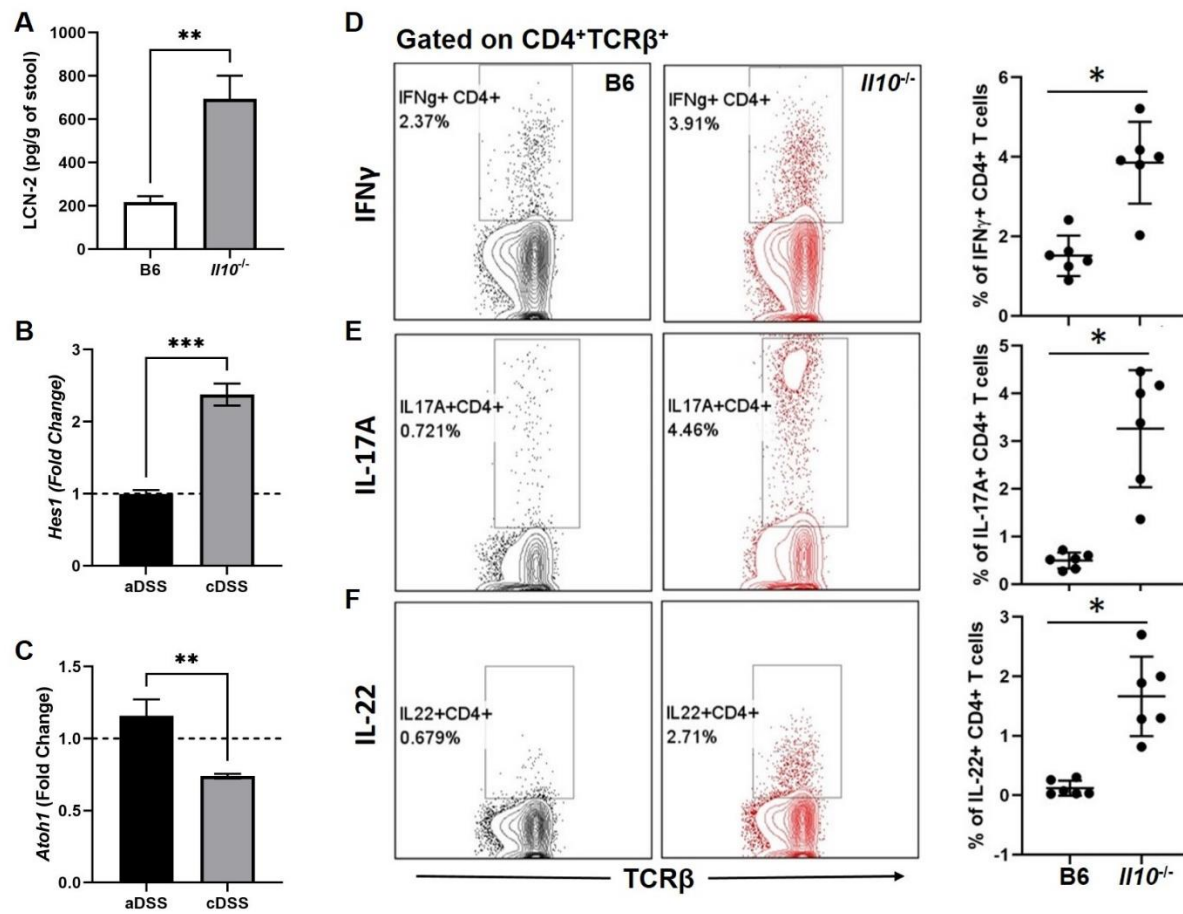 A
LCN-2 (pg/g of stool)
1000
800
600
400
200
0
**
B6
Il10-/-
B
Hes1 (Fold Change)
3
2
1
0
***
aDSS
cDSS
C
Atoh1 (Fold Change)
1.5
1.0
0.5
0.0
**
aDSS
cDSS
D
Gated on CD4+TCRβ+
IFNγ
B6
IFNg+ CD4+
2.37%
Il10-/-
IFNg+ CD4+
3.91%
% of IFNγ+ CD4+ T cells
6
4
2
0
*
E
IL-17A
IL17A+CD4+
0.721%
IL17A+CD4+
4.46%
% of IL-17A+ CD4+ T cells
5
4
3
2
1
0
*
F
IL-22
IL22+CD4+
0.679%
IL22+CD4+
2.71%
TCRβ
% of IL-22+ CD4+ T cells
3
2
1
0
-1
*
B6
Il10-/-